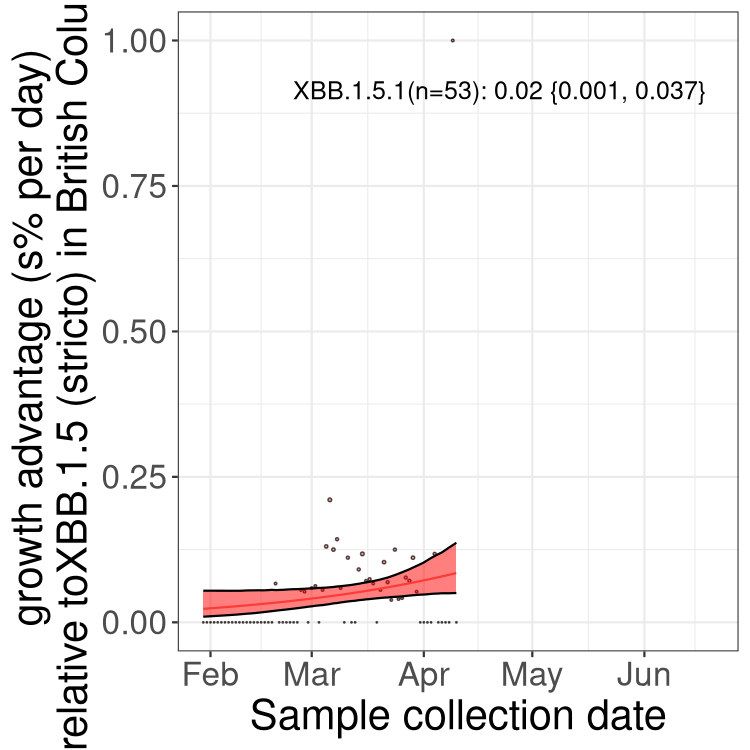 growth advantage (s% per day)
relative toXBB.1.5 (stricto) in British Colu
1.00
0.75
0.50
0.25
0.00
XBB.1.5.1(n=53): 0.02 {0.001, 0.037}
Feb Mar Apr May Jun
Sample collection date